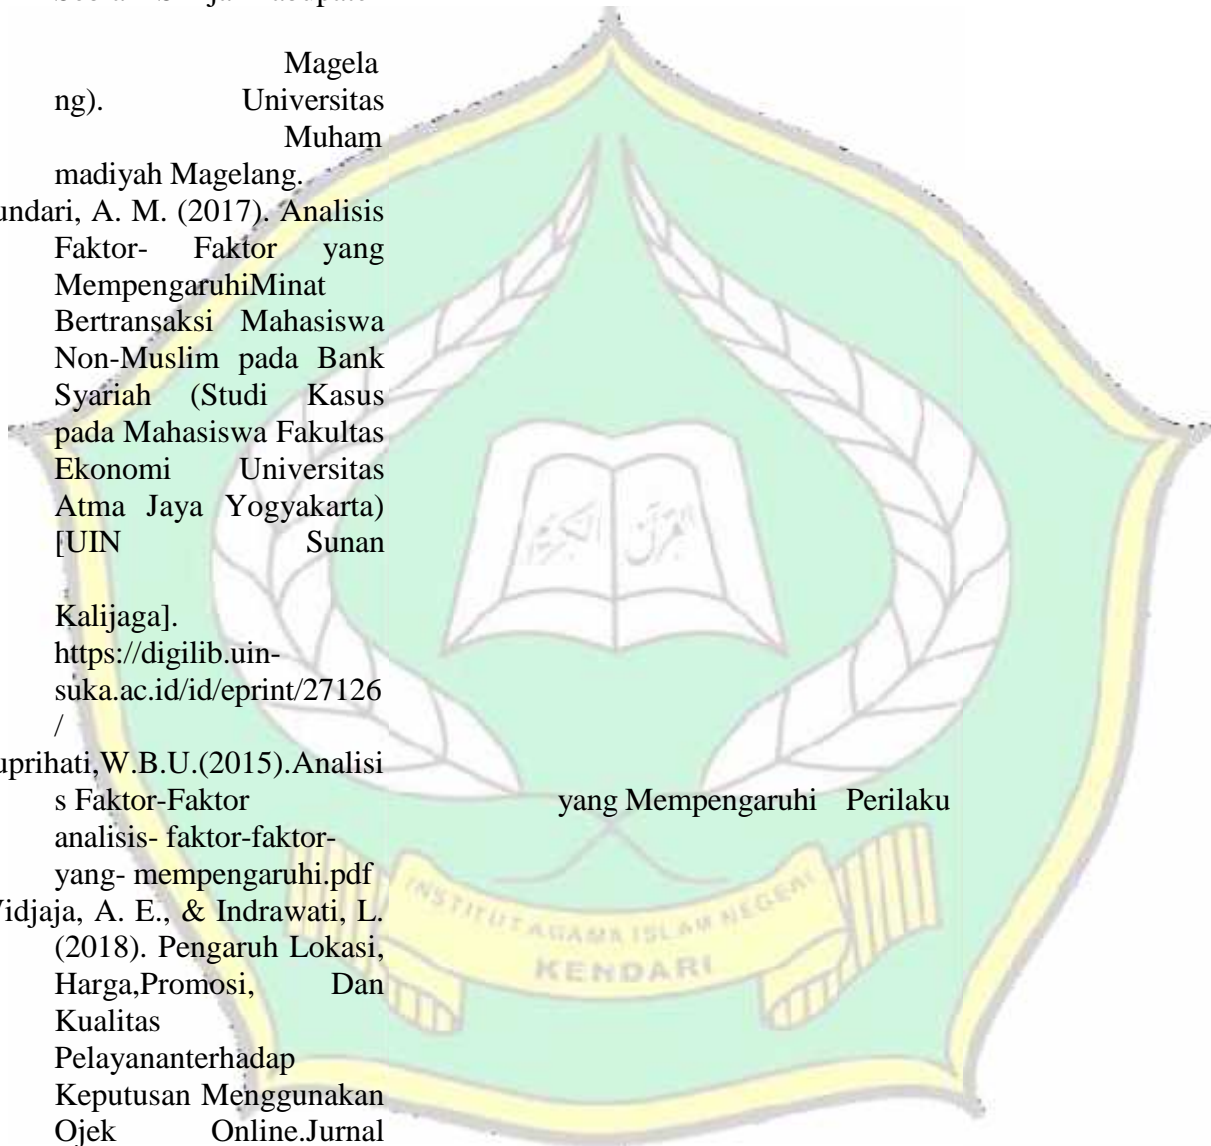 Magela
ng). Universitas
Muham
madiyah Magelang.
undari, A. M. (2017). Analisis
Faktor- Faktor yang
MempengaruhiMinat
Bertransaksi Mahasiswa
Non-Muslim pada Bank
Syariah (Studi Kasus
pada Mahasiswa Fakultas
Ekonomi Universitas
Atma Jaya Yogyakarta)
[UIN Sunan
Kalijaga].
https://digilib.uin-
suka.ac.id/id/eprint/27126
/
uprihati,W.B.U.(2015).Analisi
s Faktor-Faktor yang Mempengaruhi Perilaku
analisis- faktor-faktor-
yang- mempengaruhi.pdf
idjaja, A. E., & Indrawati, L.
(2018). Pengaruh Lokasi,
Harga,Promosi, Dan
Kualitas
Pelayananterhadap
Keputusan Menggunakan
Ojek Online.Jurnal
INSTITUT AGAMA ISLAM NEGERI
KENDARI